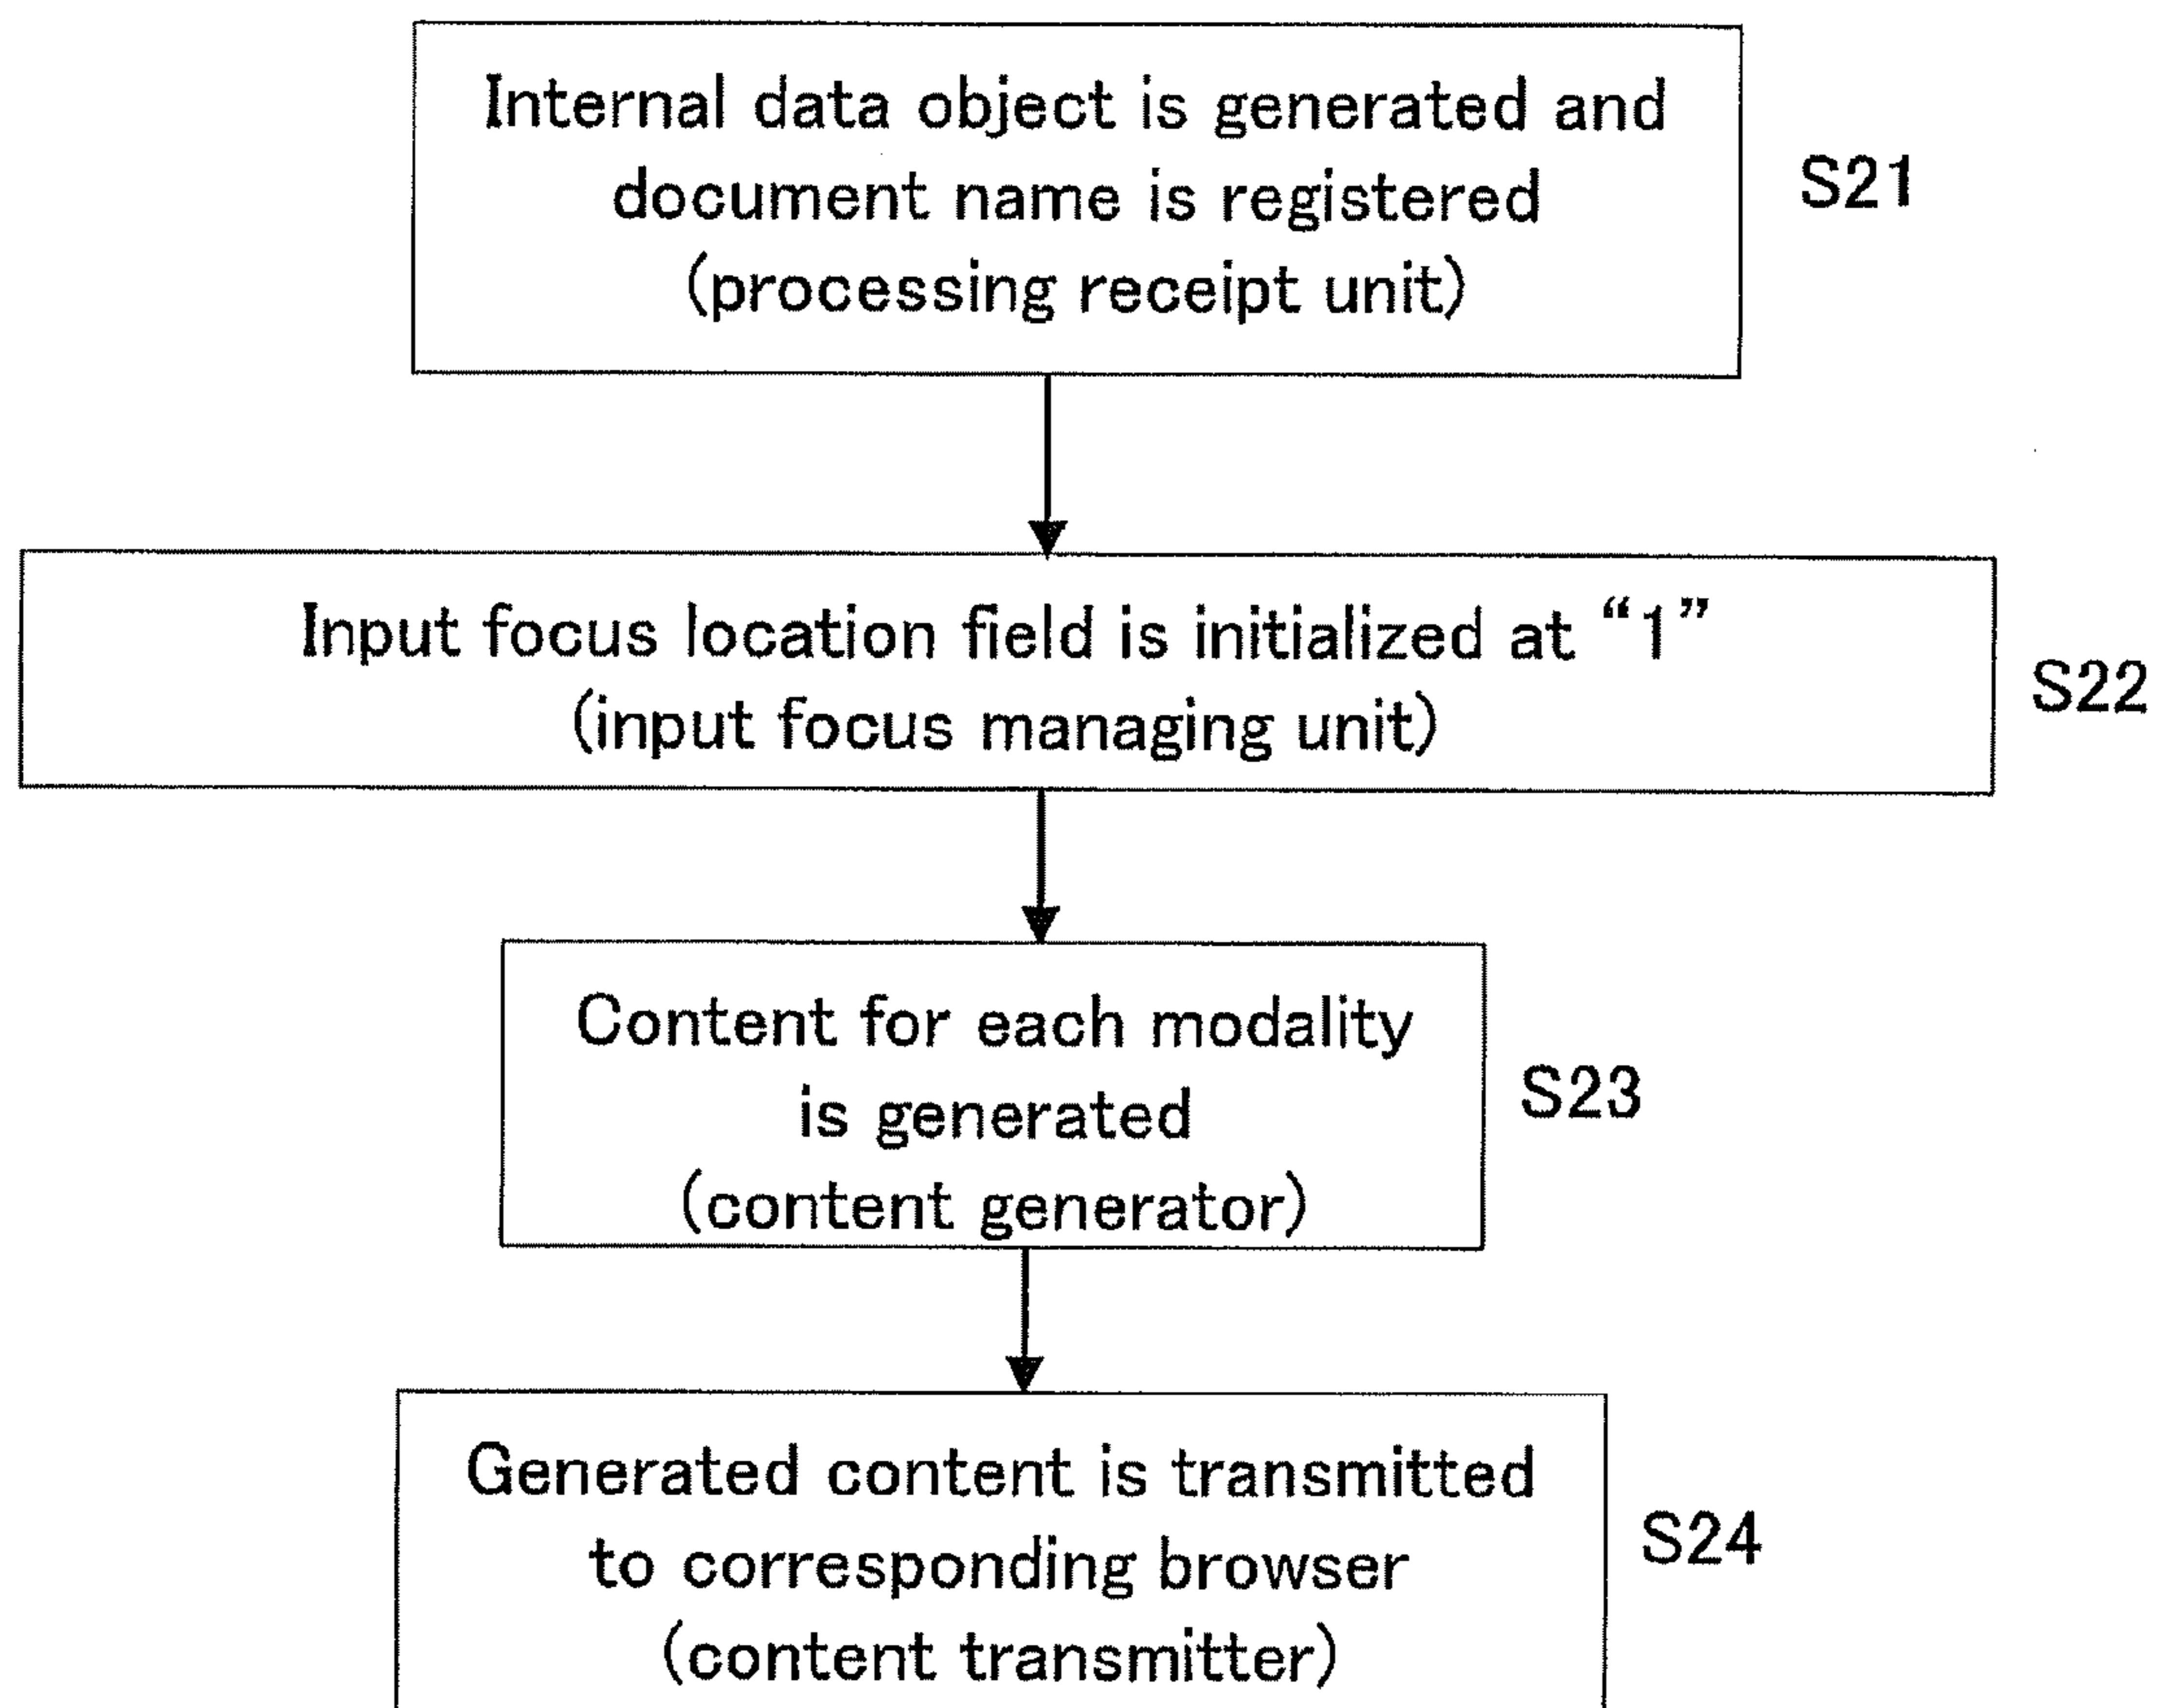 Internal data object is generated and
document name is registered
(processing receipt unit)
S21
Input focus location field is initialized at “1”
(input focus managing unit)
S22
Content for each modality
is generated
(content generator)
S23
Generated content is transmitted
to corresponding browser
(content transmitter)
S24